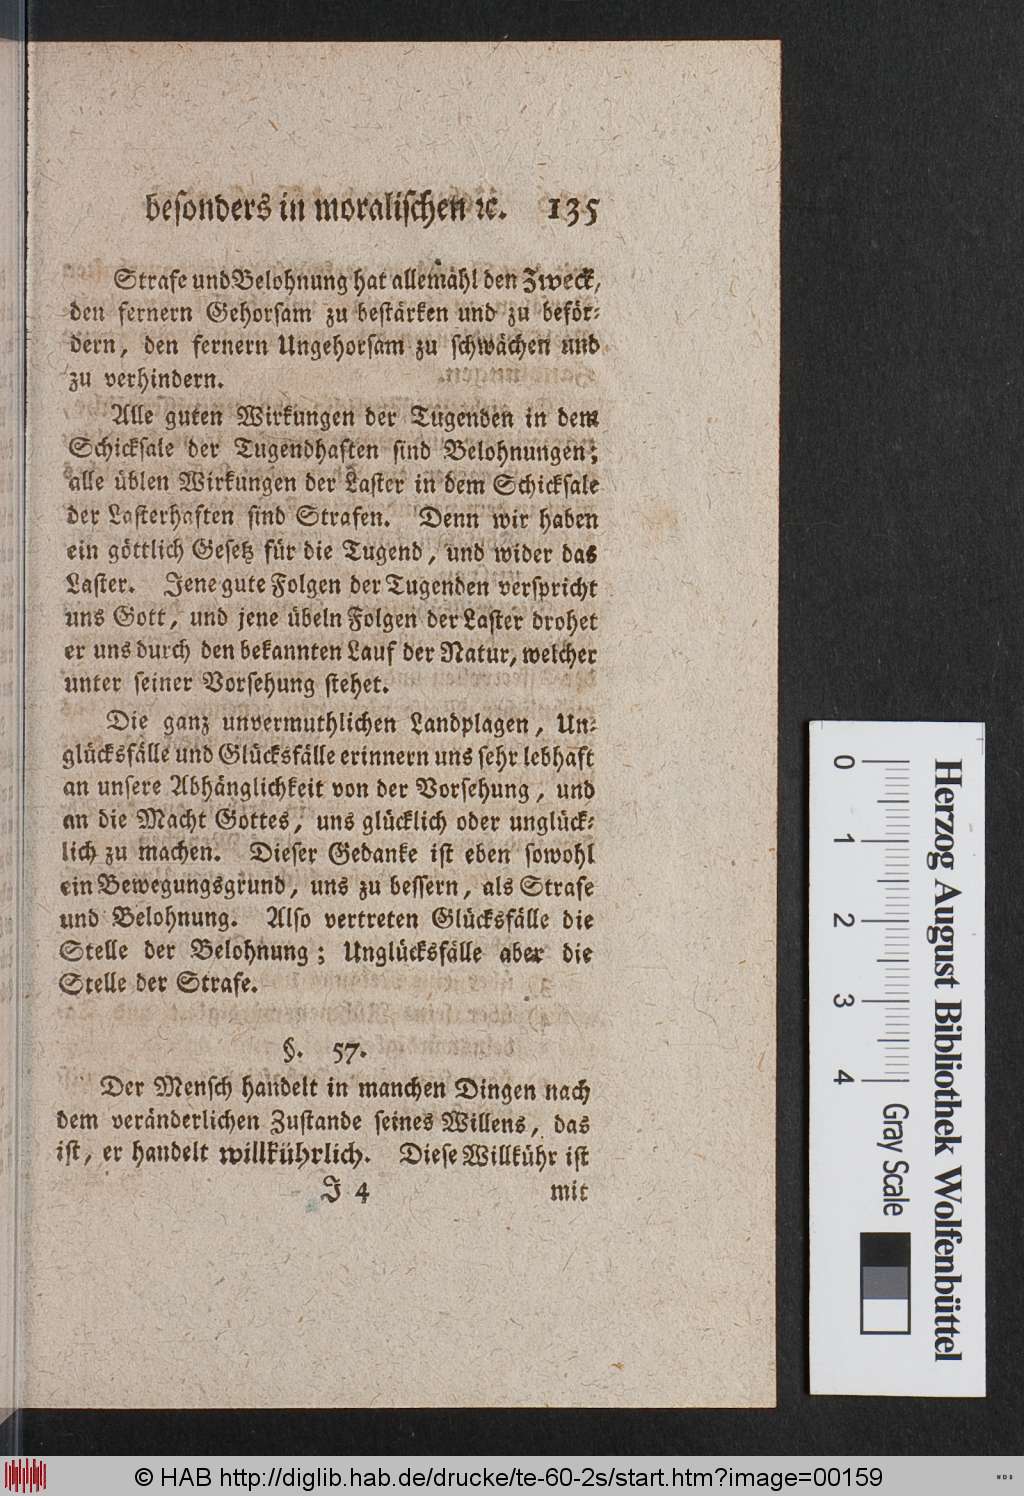 besonders in moralischen ꝛc. 135
Strafe und Belohnung hat allemahl den Zweck,
den fernern Gehorsam zu bestärken und zu beför-
dern, den fernern Ungehorsam zu schwächen und
zu verhindern.
Alle guten Wirkungen der Tugenden in dem
Schicksale der Tugendhaften sind Belohnungen;
alle üblen Wirkungen der Laster in dem Schicksale
der Lasterhaften sind Strafen. Denn wir haben
ein göttlich Gesetz für die Tugend, und wider das
Laster. Jene gute Folgen der Tugenden verspricht
uns Gott, und jene übeln Folgen der Laster drohet
er uns durch den bekannten Lauf der Natur, welcher
unter seiner Vorsehung stehet.
Die ganz unvermuthlichen Landplagen, Un-
glücksfälle und Glücksfälle erinnern uns sehr lebhaft
an unsere Abhänglichkeit von der Vorsehung, und
an die Macht Gottes, uns glücklich oder unglück-
lich zu machen. Dieser Gedanke ist eben sowohl
ein Bewegungsgrund, uns zu bessern, als Strafe
und Belohnung. Also vertreten Glücksfälle die
Stelle der Belohnung; Unglücksfälle aber die
Stelle der Strafe.
§. 57.
Der Mensch handelt in manchen Dingen nach
dem veränderlichen Zustande seines Willens, das
ist, er handelt willkührlich. Diese Willkühr ist
J 4 mit
Herzog August Bibliothek Wolfenbüttel
0 1 2 3 4 Gray Scale
© HAB http://diglib.hab.de/drucke/te-60-2s/start.htm?image=00159